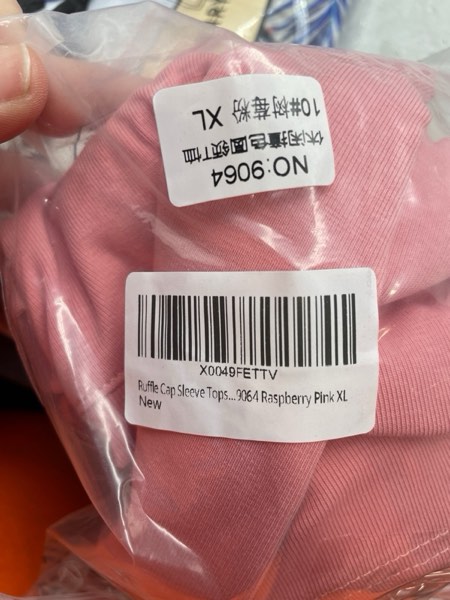 NO:9064
休闲撞色圆领T恤
10#树莓粉 XL
X0049FETTV
Ruffle Cap Sleeve Tops...9064 Raspberry Pink XL
New